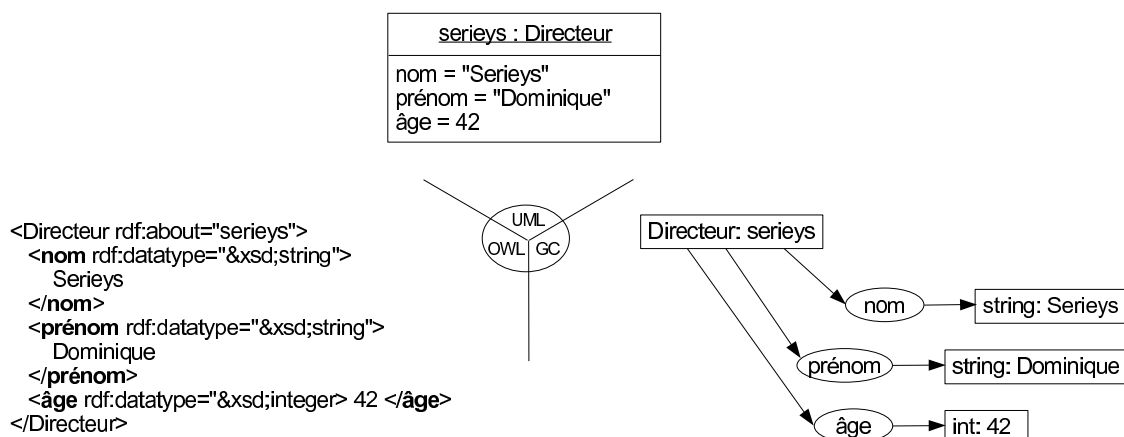 serieys : Directeur
nom = "Serieys"
prénom = "Dominique"
âge = 42
UML
OWL GC
<Directeur rdf:about="serieys">
<nom rdf:datatype="&xsd;string">
Serieys
</nom>
<prénom rdf:datatype="&xsd;string">
Dominique
</prénom>
<âge rdf:datatype="&xsd;integer> 42 </âge>
</Directeur>
Directeur: serieys
nom string: Serieys
prénom string: Dominique
âge int: 42